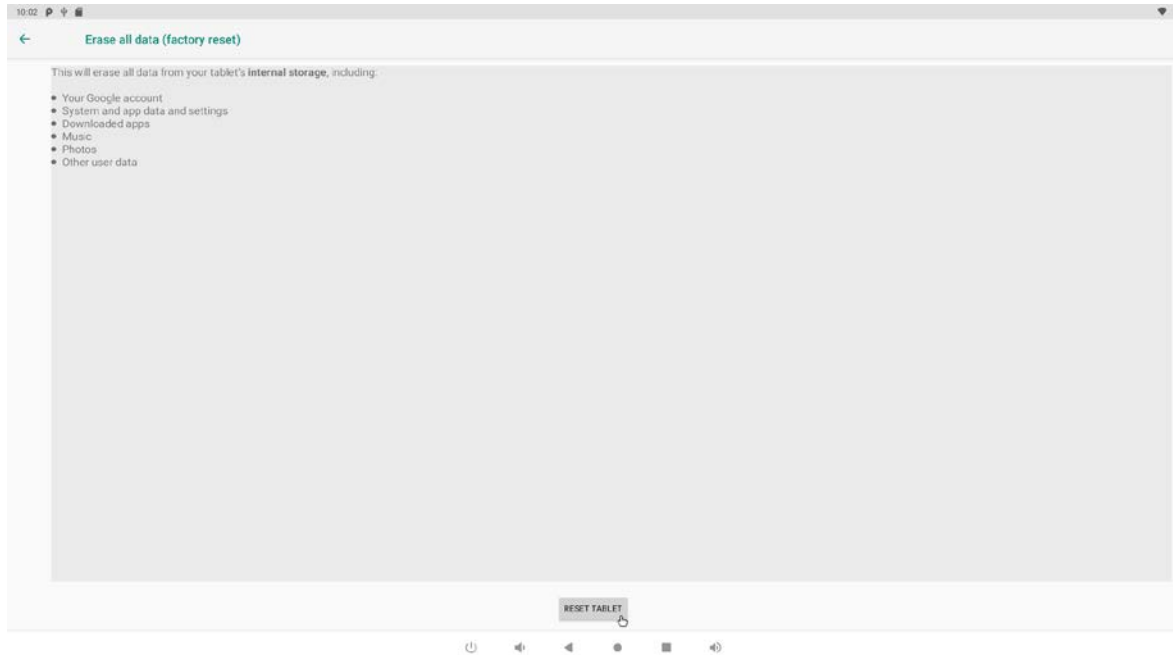 10:02
Erase all data (factory reset)
This will erase all data from your tablet's internal storage, including:
• Your Google account
• System and app data and settings
• Downloaded apps
• Music
• Photos
• Other user data
RESET TABLET